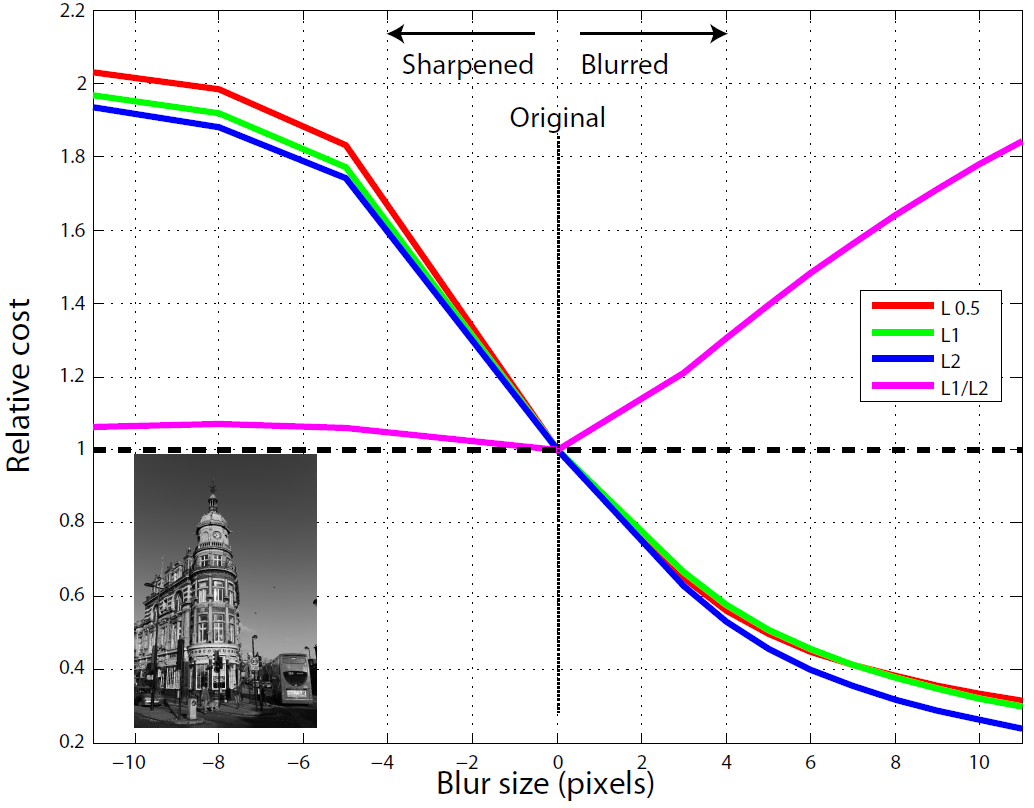 2.2
2
1.8
1.6
1.4
1.2
1
0.8
0.6
0.4
0.2
Relative cost
Sharpened
Blurred
Original
L 0.5
L1
L2
L1/L2
−10 −8 −6 −4 −2 0 2 4 6 8 10
Blur size (pixels)